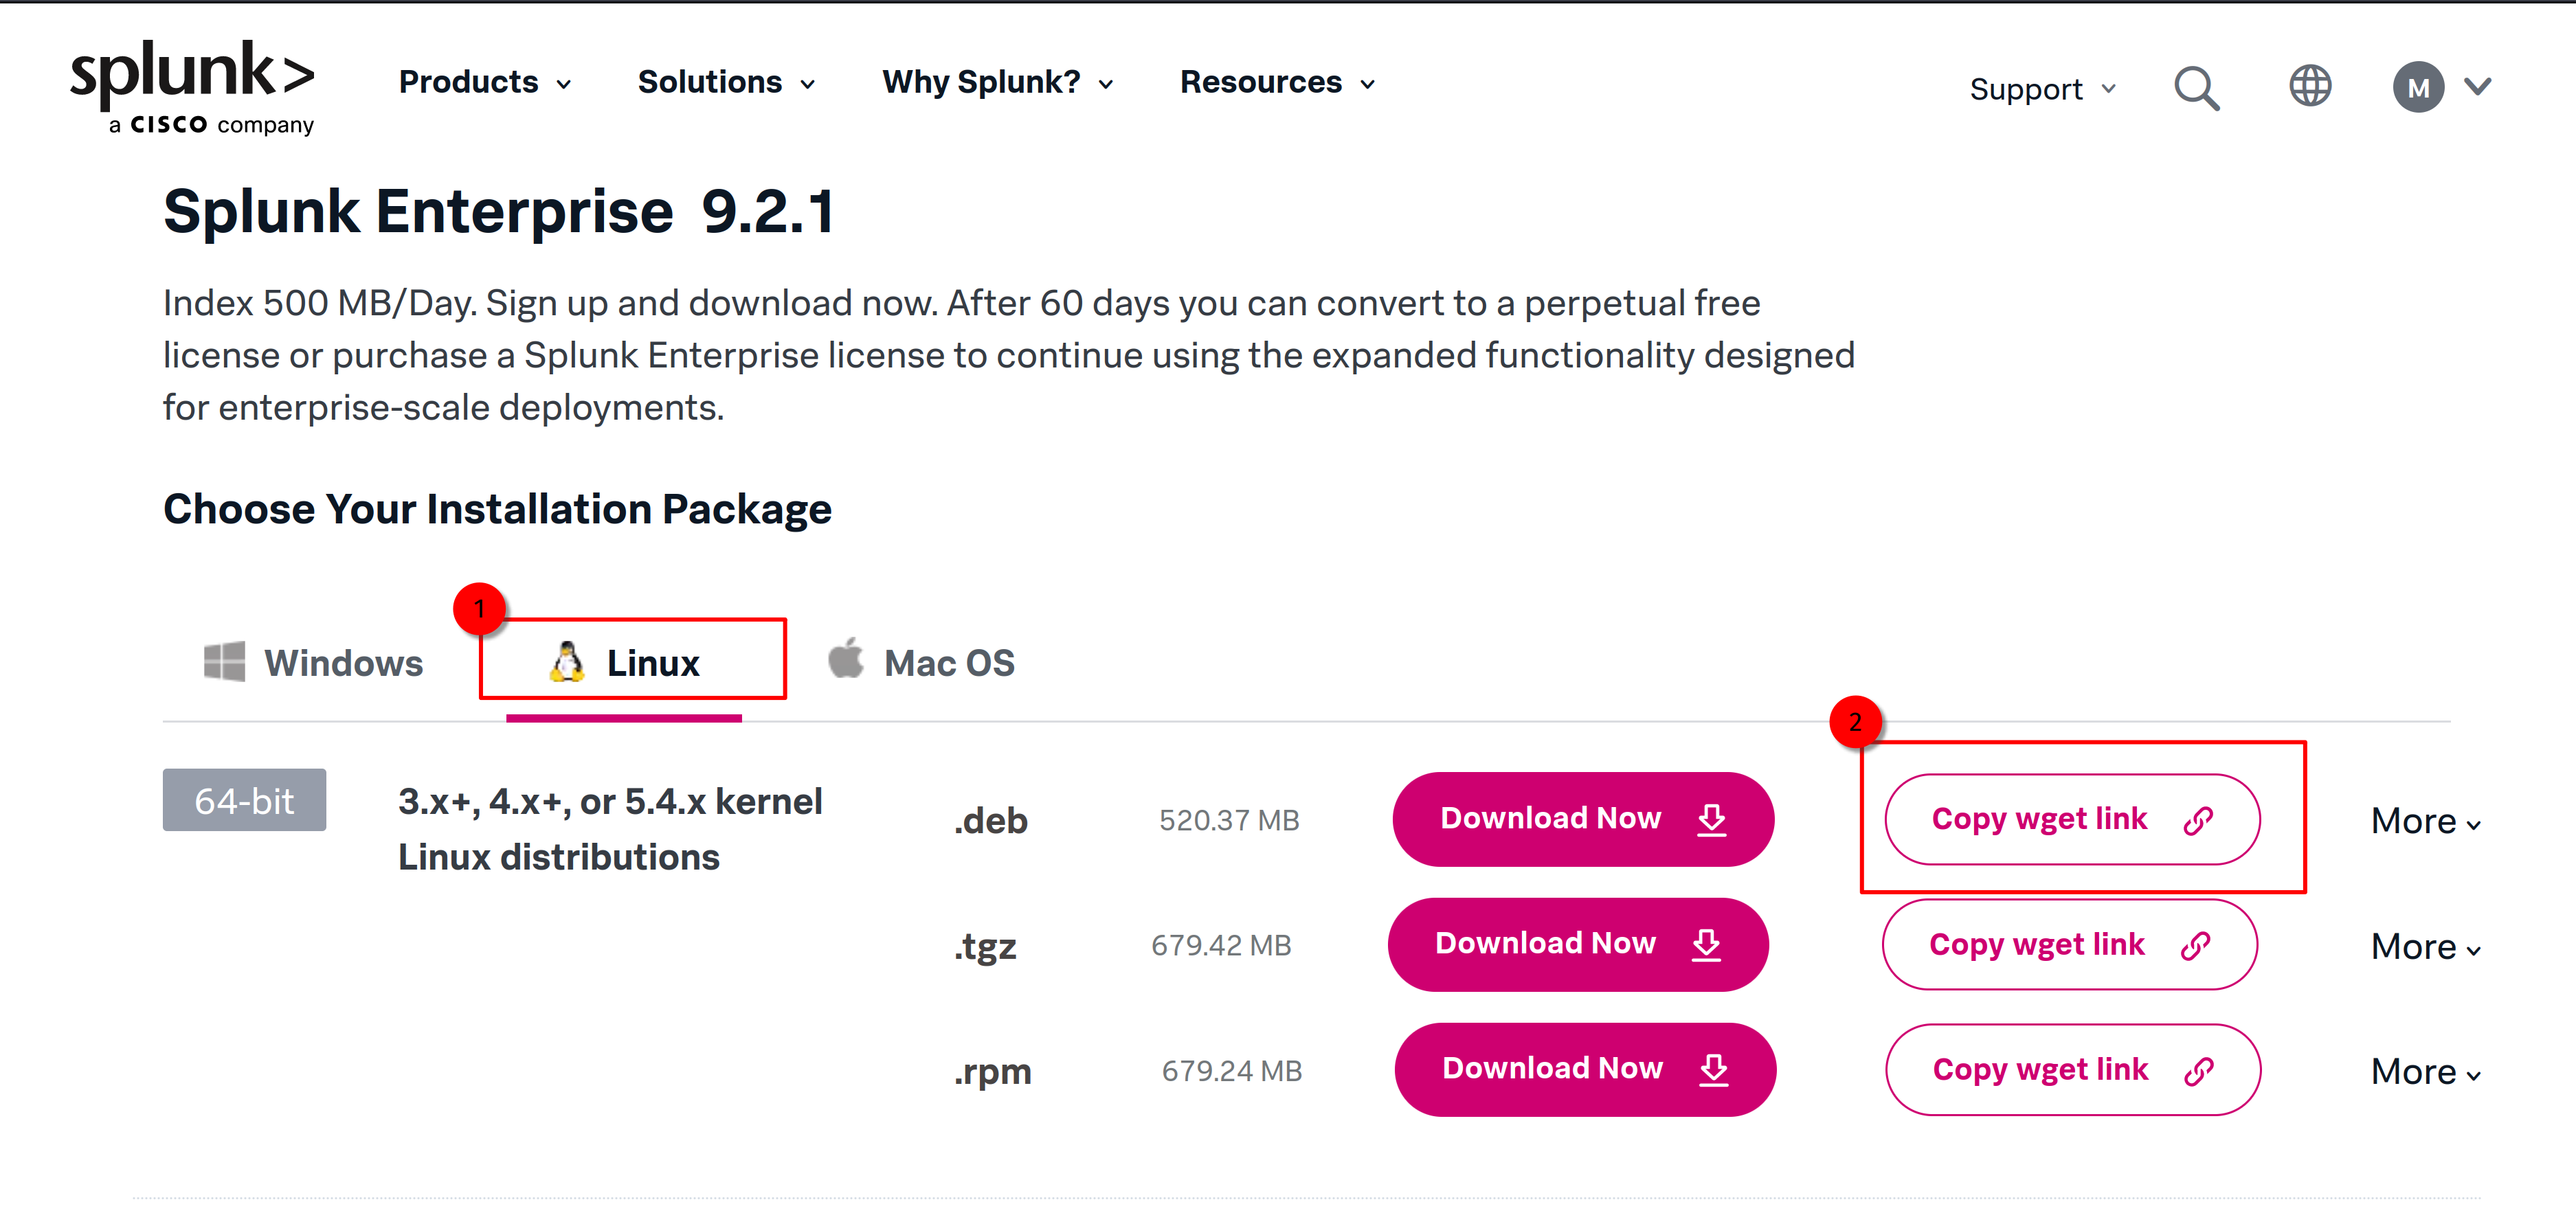 splunk>
a CISCO company
Products
Solutions
Why Splunk?
Resources
Support
M
Splunk Enterprise 9.2.1
Index 500 MB/Day. Sign up and download now. After 60 days you can convert to a perpetual free
license or purchase a Splunk Enterprise license to continue using the expanded functionality designed
for enterprise-scale deployments.
Choose Your Installation Package
1
Windows
Linux
Mac OS
2
64-bit
3.x+, 4.x+, or 5.4.x kernel
Linux distributions
.deb
520.37 MB
Download Now
Copy wget link
More
.tgz
679.42 MB
Download Now
Copy wget link
More
.rpm
679.24 MB
Download Now
Copy wget link
More